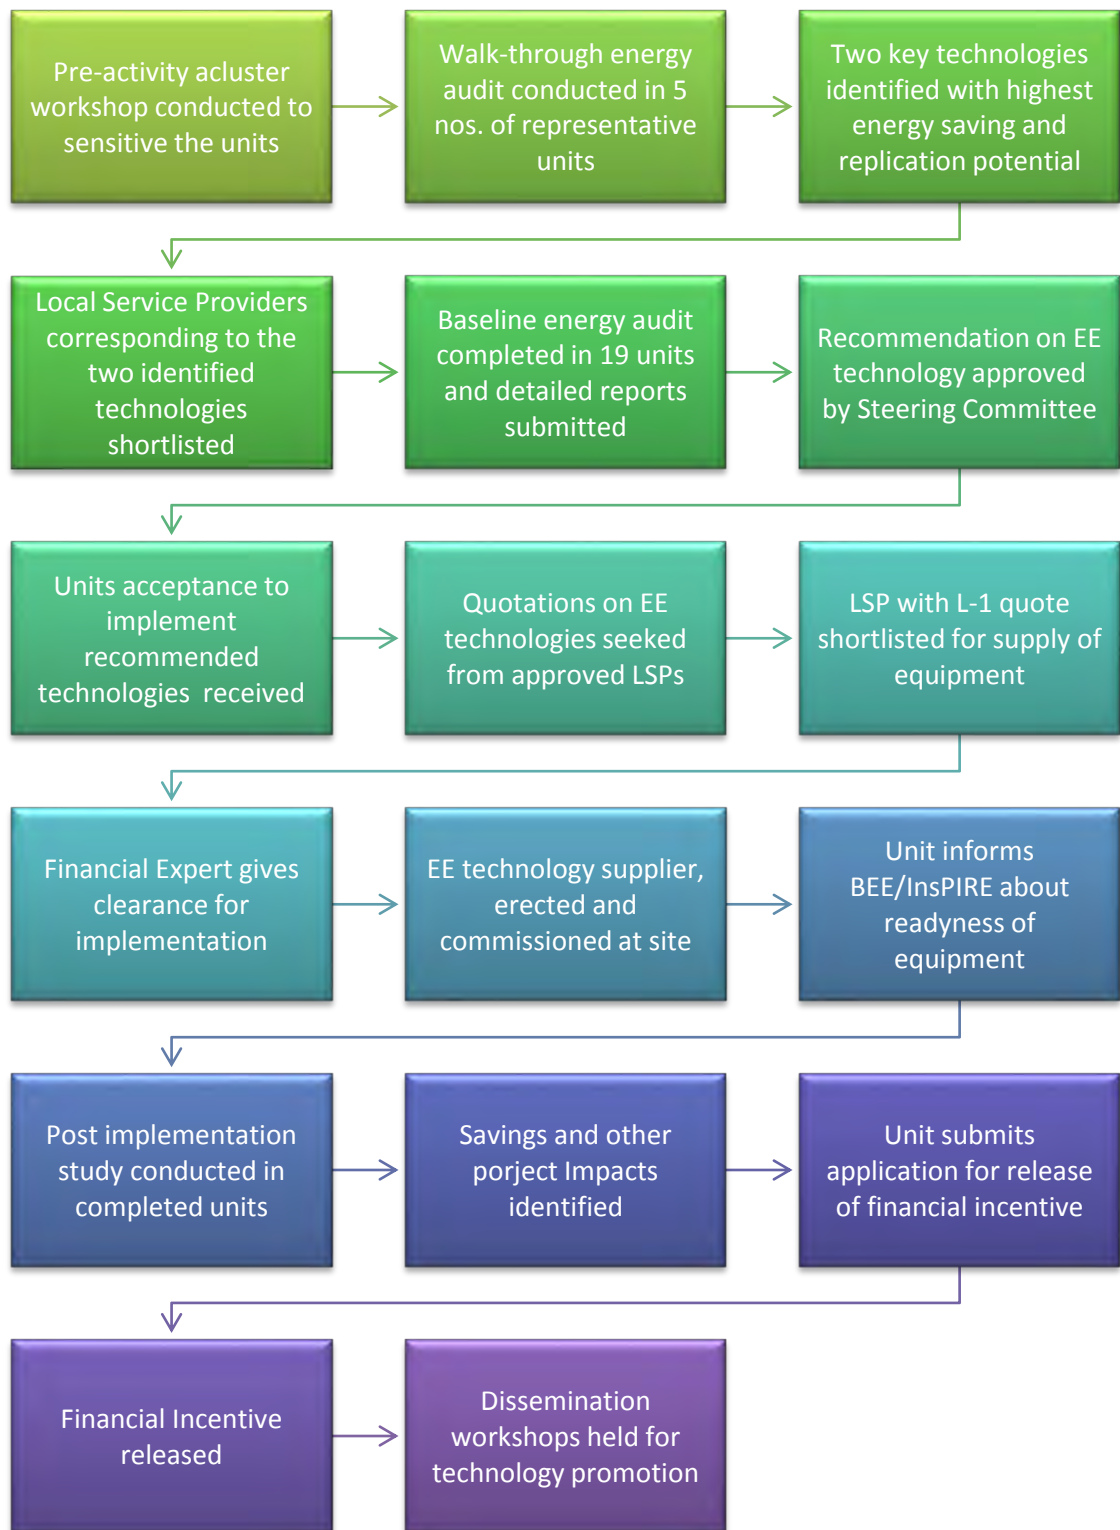 Pre-activity acluster
workshop conducted to
sensitive the units
Walk-through energy
audit conducted in 5
nos. of representative
units
Two key technologies
identified with highest
energy saving and
replication potential
Local Service Providers
corresponding to the
two identified
technologies
shortlisted
Baseline energy audit
completed in 19 units
and detailed reports
submitted
Recommendation on EE
technology approved
by Steering Committee
Units acceptance to
implement
recommended
technologies received
Quotations on EE
technologies seeked
from approved LSPs
LSP with L-1 quote
shortlisted for supply of
equipment
Financial Expert gives
clearance for
implementation
EE technology supplier,
erected and
commissioned at site
Unit informs
BEE/InsPIRE about
readyness of
equipment
Post implementation
study conducted in
completed units
Savings and other
porject Impacts
identified
Unit submits
application for release
of financial incentive
Financial Incentive
released
Dissemination
workshops held for
technology promotion